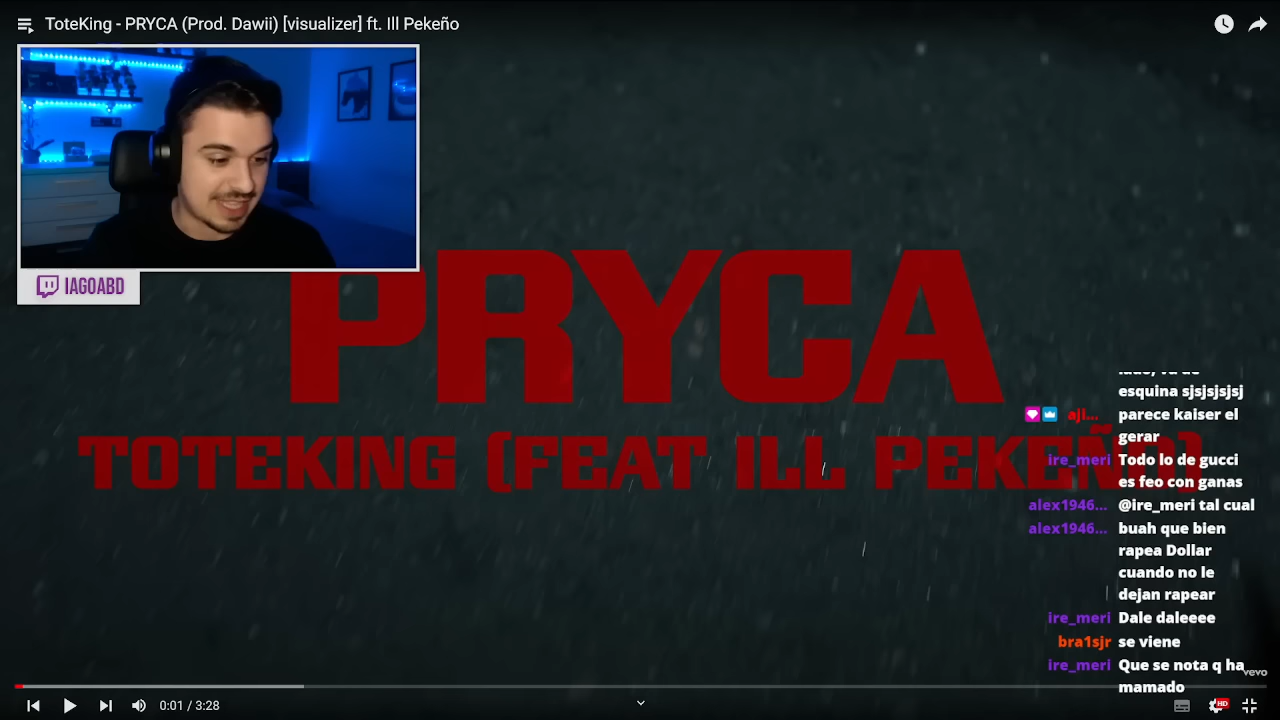 ToteKing - PRYCA (Prod. Dawii) [visualizer] ft. Ill Pekeño
IAGOABD
PRYCA
TOTEKING (FEAT ILL PEKEÑO)
esquina sjsjsjsjsj
ajl... parece kaiser el
gerar
ire_meri Todo lo de gucci
es feo con ganas
alex1946... @ire_meri tal cual
alex1946... buah que bien
rapea Dollar
cuando no le
dejan rapear
ire_meri Dale daleeee
bra1sjr se viene
ire_meri Que se nota q ha
mamado
vevo
0:01 / 3:28
HD